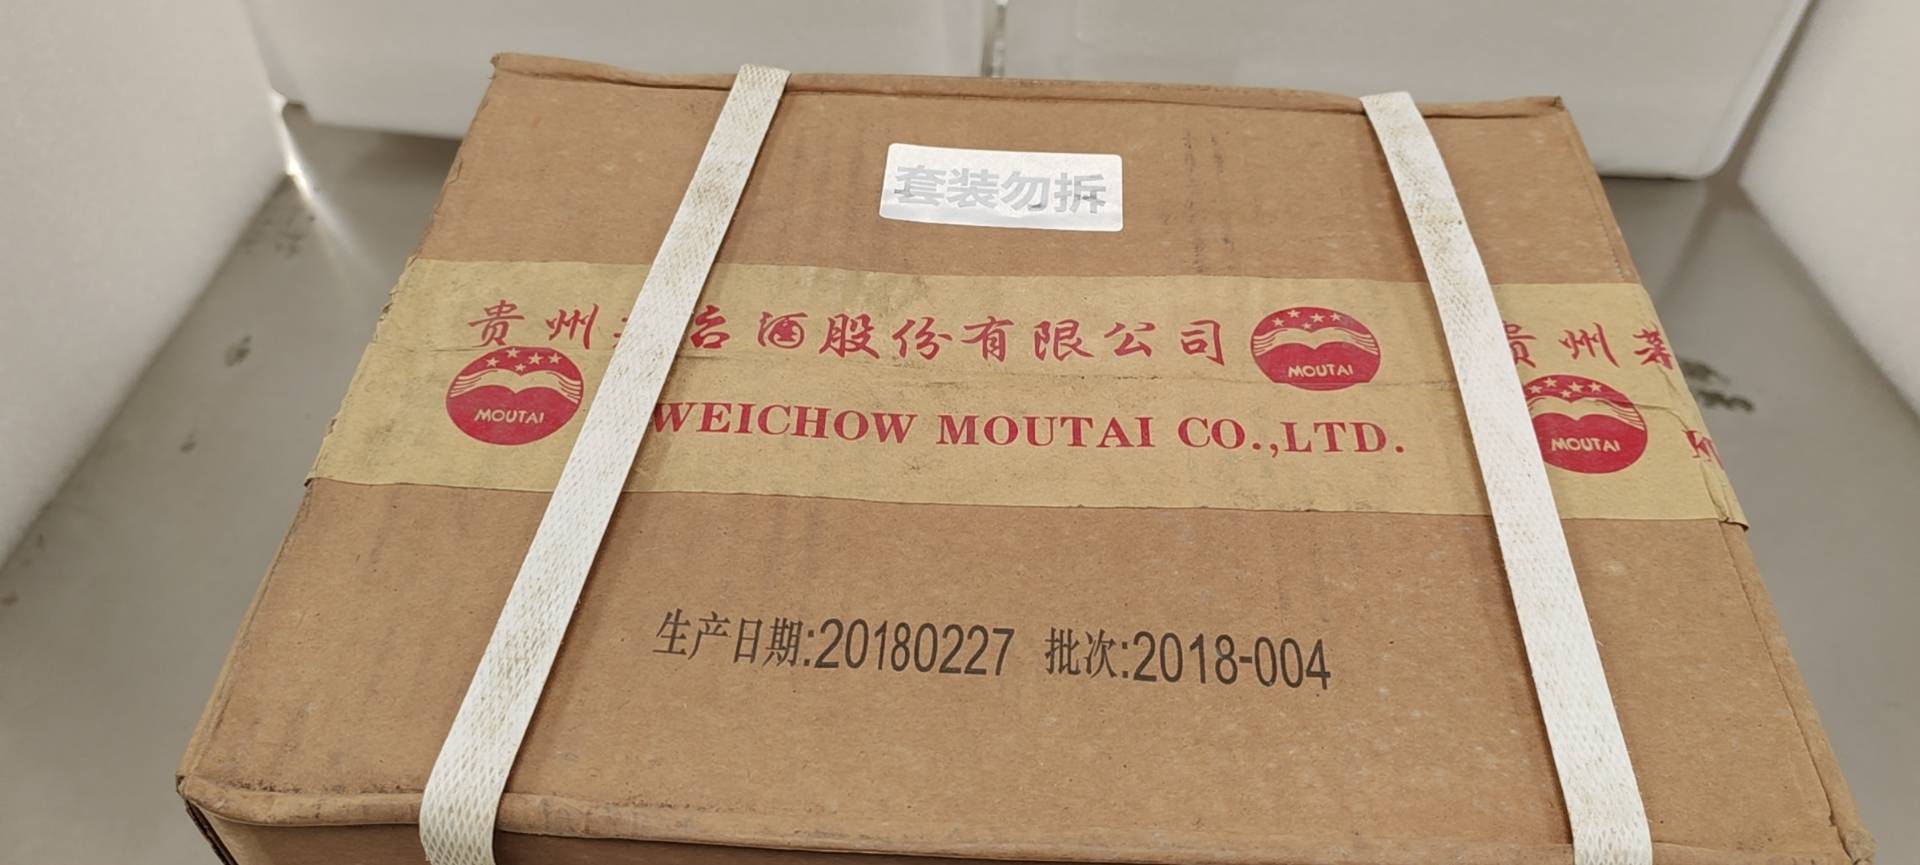 套装勿拆
贵州 台酒股份有限公司
MOUTAI
贵州茅
MOUTAI
WEICHOW MOUTAI CO.,LTD.
MOUTAI
生产日期:20180227 批次:2018-004